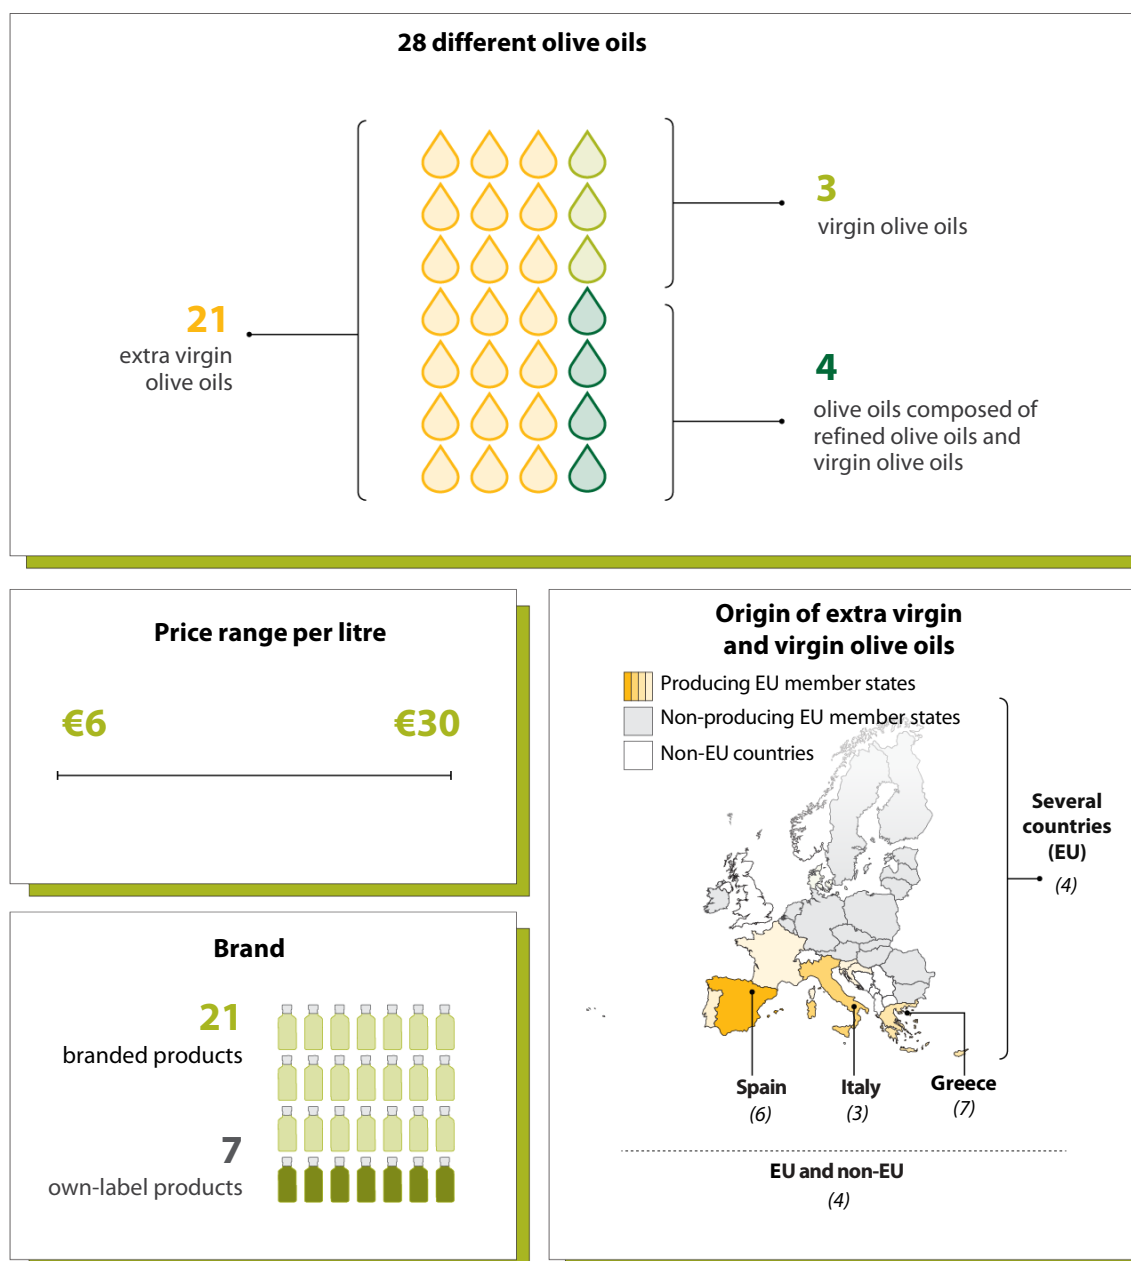 28 different olive oils
3
virgin olive oils
21
extra virgin
olive oils
4
olive oils composed of
refined olive oils and
virgin olive oils
Price range per litre
€6
€30
Brand
21
branded products
7
own-label products
Origin of extra virgin
and virgin olive oils
Producing EU member states
Non-producing EU member states
Non-EU countries
Several
countries
(EU)
(4)
Spain
(6)
Italy
(3)
Greece
(7)
EU and non-EU
(4)